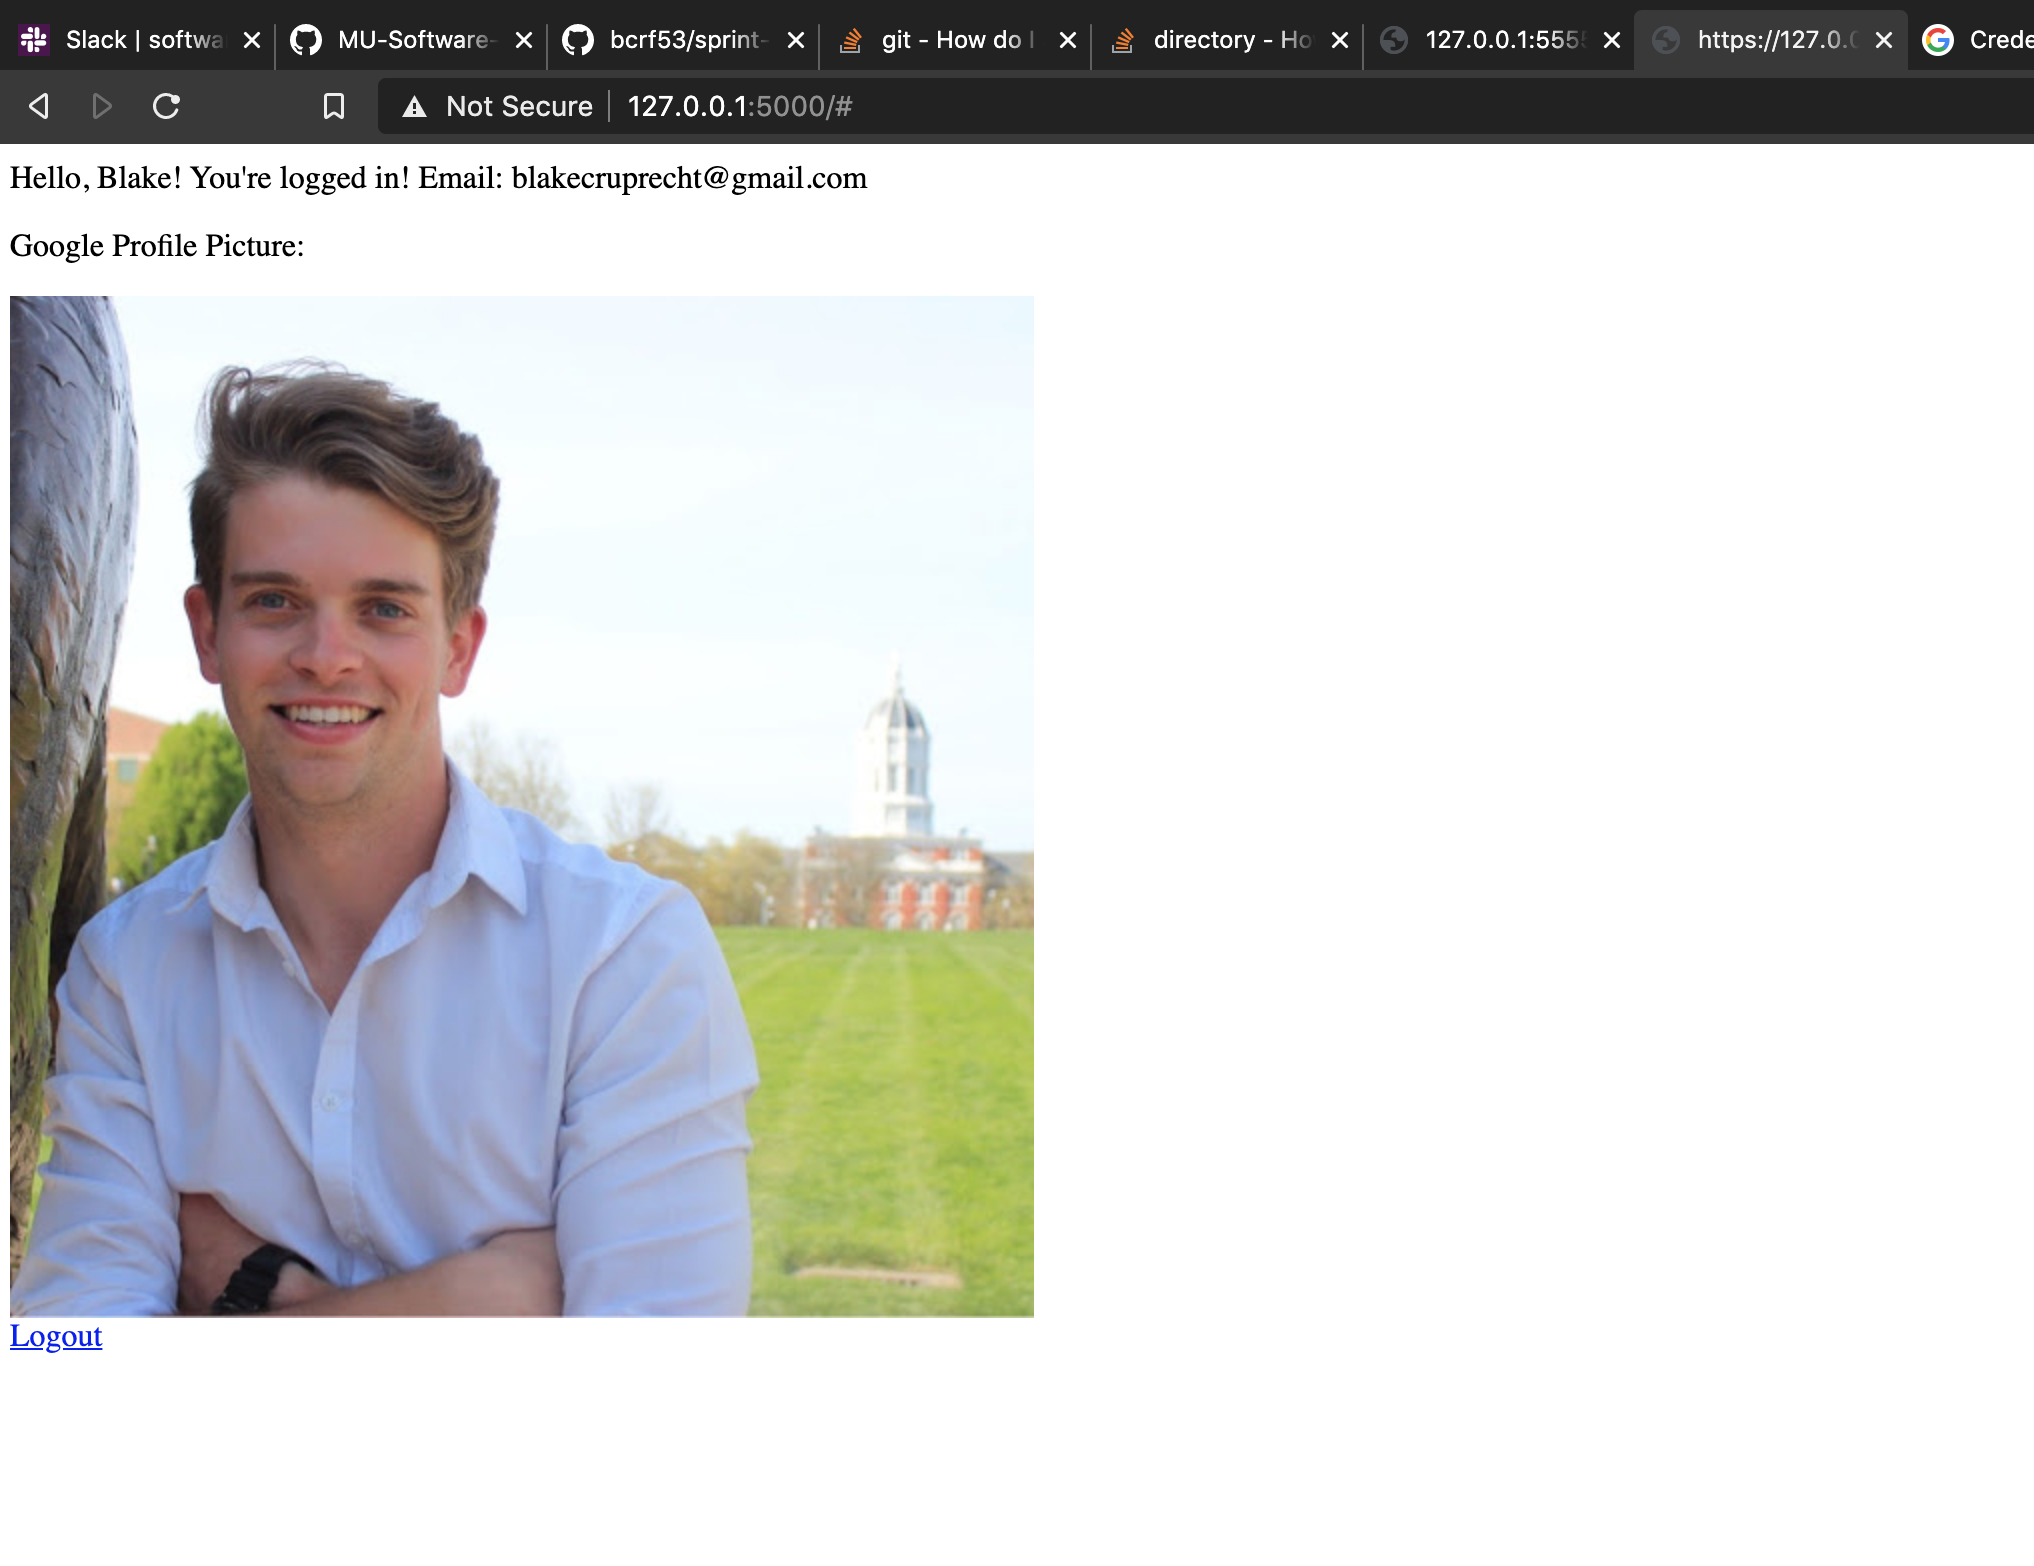 Slack | softwa
MU-Software-
bcrf53/sprint-
git - How do I
directory - Ho
127.0.0.1:555
https://127.0.0
Crede
Not Secure
127.0.0.1:5000/#
Hello, Blake! You're logged in! Email: blakecruprecht@gmail.com
Google Profile Picture:
Logout